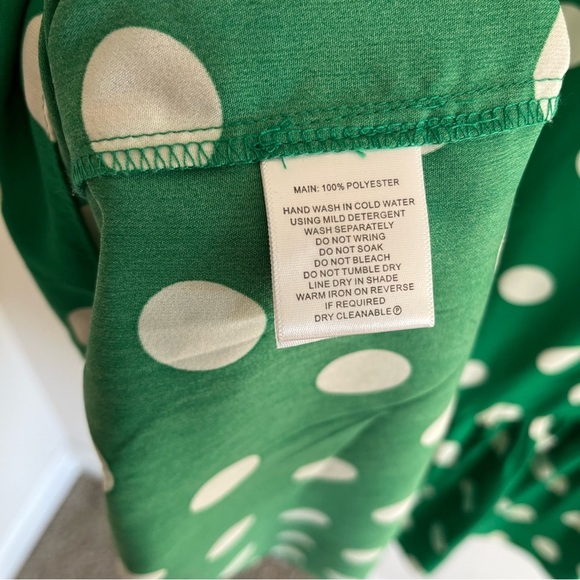 MAIN: 100% POLYESTER
HAND WASH IN COLD WATER
USING MILD DETERGENT
WASH SEPARATELY
DO NOT WRING
DO NOT SOAK
DO NOT BLEACH
DO NOT TUMBLE DRY
LINE DRY IN SHADE
WARM IRON ON REVERSE
IF REQUIRED
DRY CLEANABLE Ⓟ